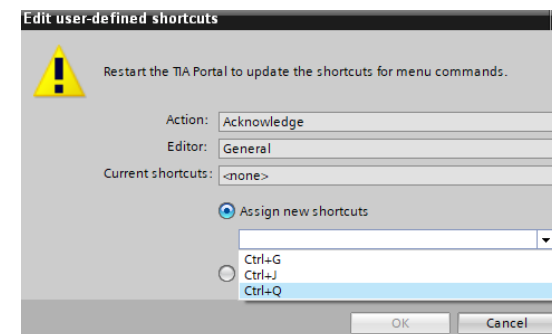 Edit user-defined shortcuts
Restart the TIA Portal to update the shortcuts for menu commands.
Action: Acknowledge
Editor: General
Current shortcuts: <none>
Assign new shortcuts
Ctrl+G
Ctrl+J
Ctrl+Q
OK Cancel